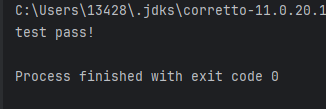 C:\Users\13428\.jdks\corretto-11.0.20.1
test pass!
Process finished with exit code 0